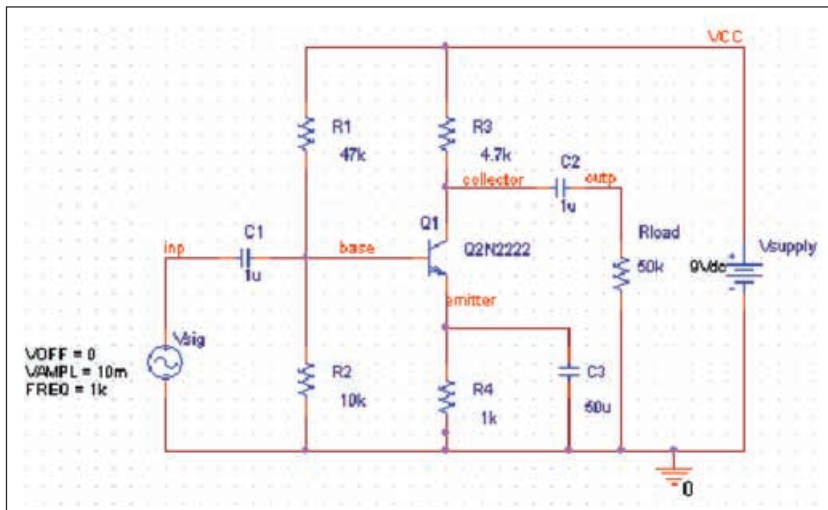 VCC
R1
47k
R3
4.7k
C2
collector
outp
1u
C1
Q1
inp
base
Q2N2222
Rload
Vsupply
1u
50k
9Vdc
emitter
Vsig
VOFF = 0
VAMPL = 10m
FREQ = 1k
R2
10k
R4
1k
C3
50u
0